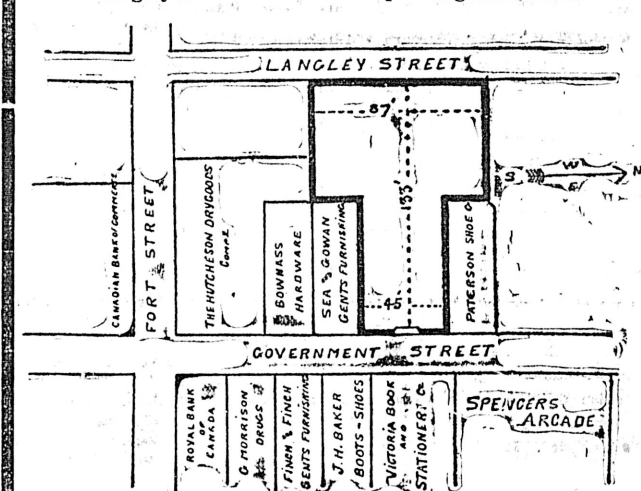 LANGLEY STREET
87'
133'
W
S
N
E
CANADIAN BANK OF COMMERCE
FORT STREET
THE HUTCHESON DRYGOODS
COMPY
BOWNASS
HARDWARE
SEA & GOWAN
GENTS FURNISHING
45
PATERSON SHOE Co
GOVERNMENT STREET
ROYAL BANK
OF
CANADA
C MORRISON
DRUGS
FINCH & FINCH
GENTS FURNISHING
J.H. BAKER
BOOTS-SHOES
VICTORIA BOOK
AND
STATIONERY Co
SPENCERS
ARCADE